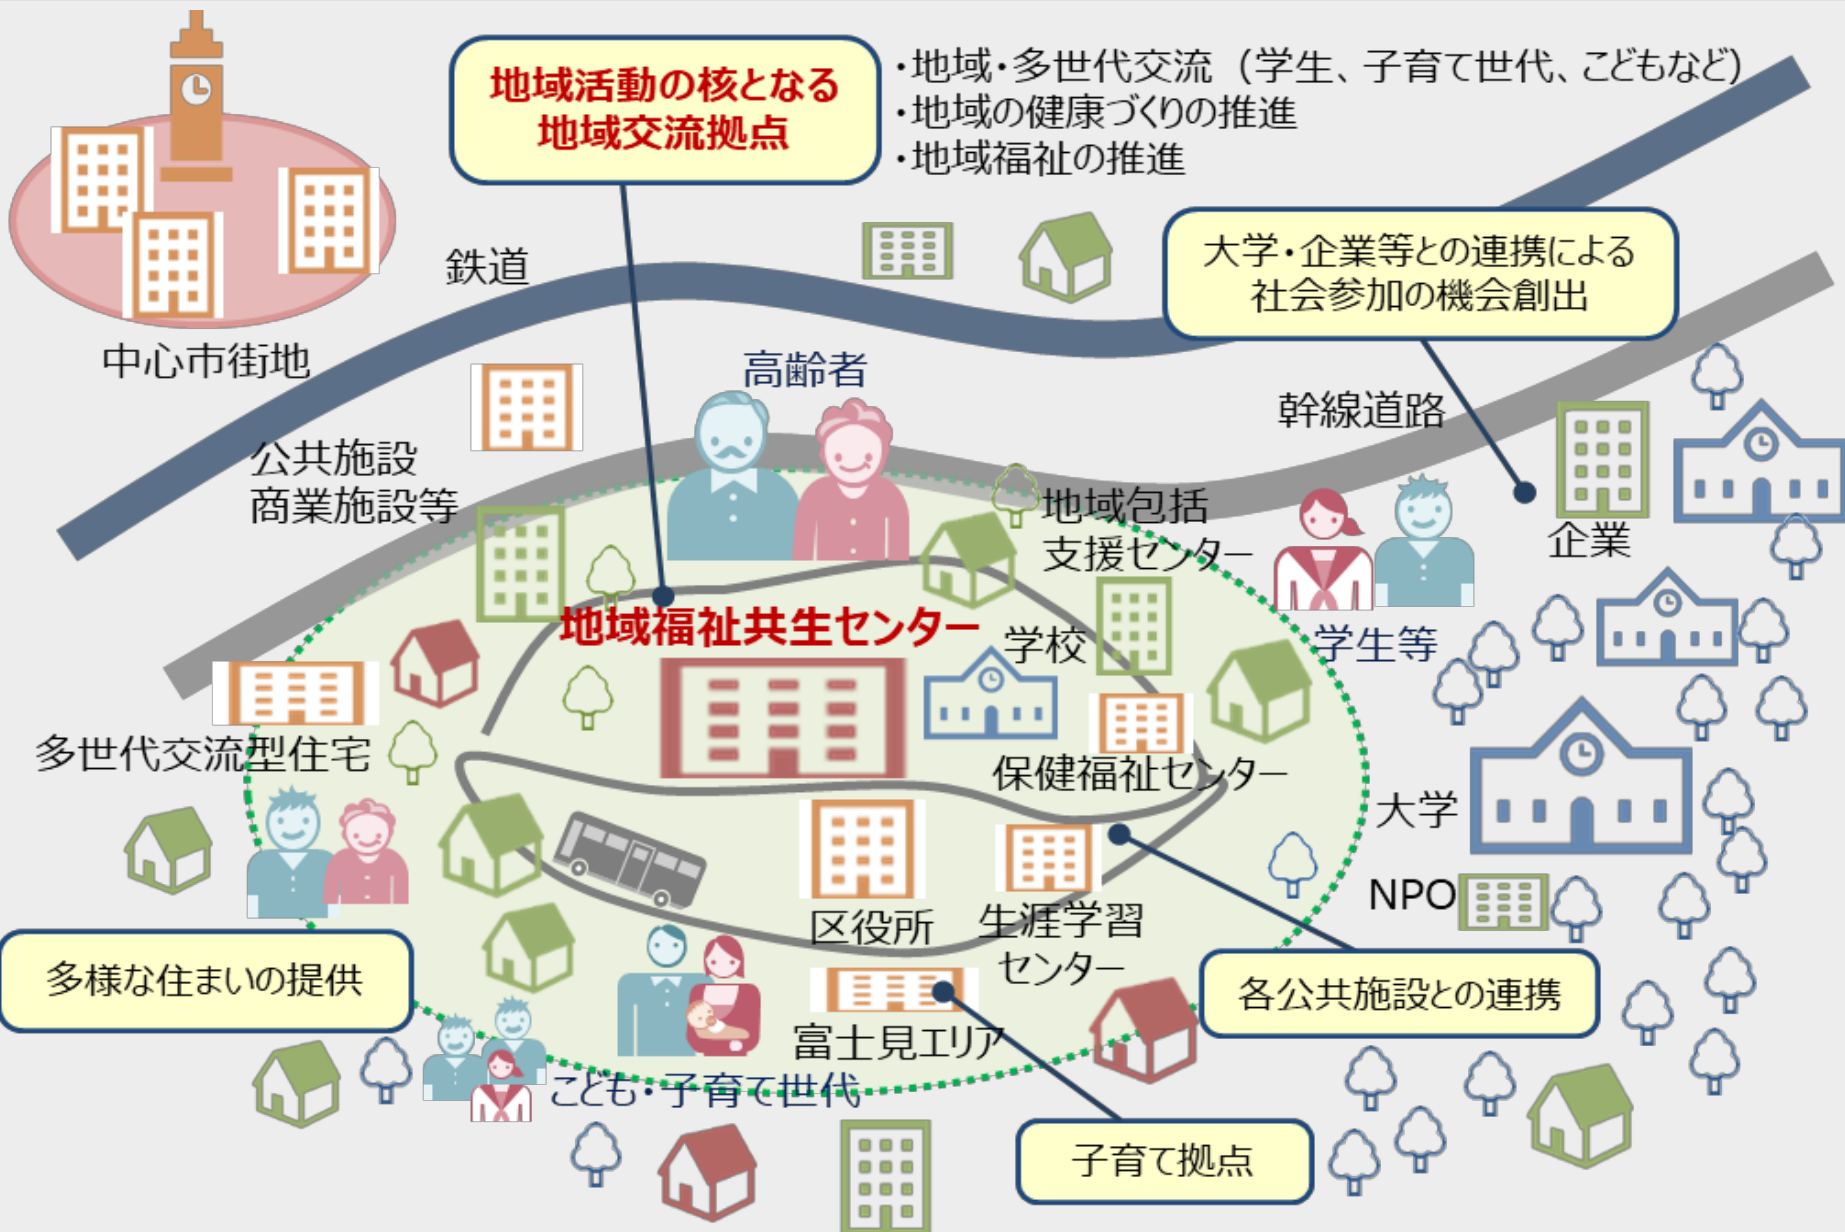 地域活動の核となる
地域交流拠点
・地域・多世代交流（学生、子育て世代、こどもなど）
・地域の健康づくりの推進
・地域福祉の推進
大学・企業等との連携による
社会参加の機会創出
鉄道
中心市街地
高齢者
幹線道路
公共施設
商業施設等
地域包括
支援センター
企業
地域福祉共生センター
学校
学生等
多世代交流型住宅
保健福祉センター
大学
NPO
区役所
生涯学習
センター
多様な住まいの提供
各公共施設との連携
富士見エリア
こども・子育て世代
子育て拠点